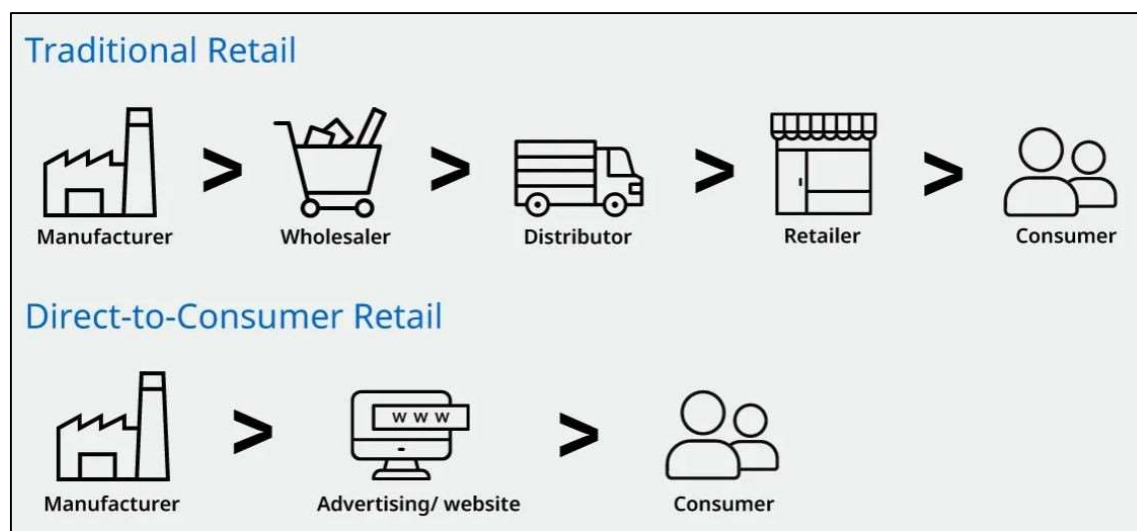 Traditional Retail
> > > >
Manufacturer Wholesaler Distributor Retailer Consumer
Direct-to-Consumer Retail
www
> >
Manufacturer Advertising/ website Consumer